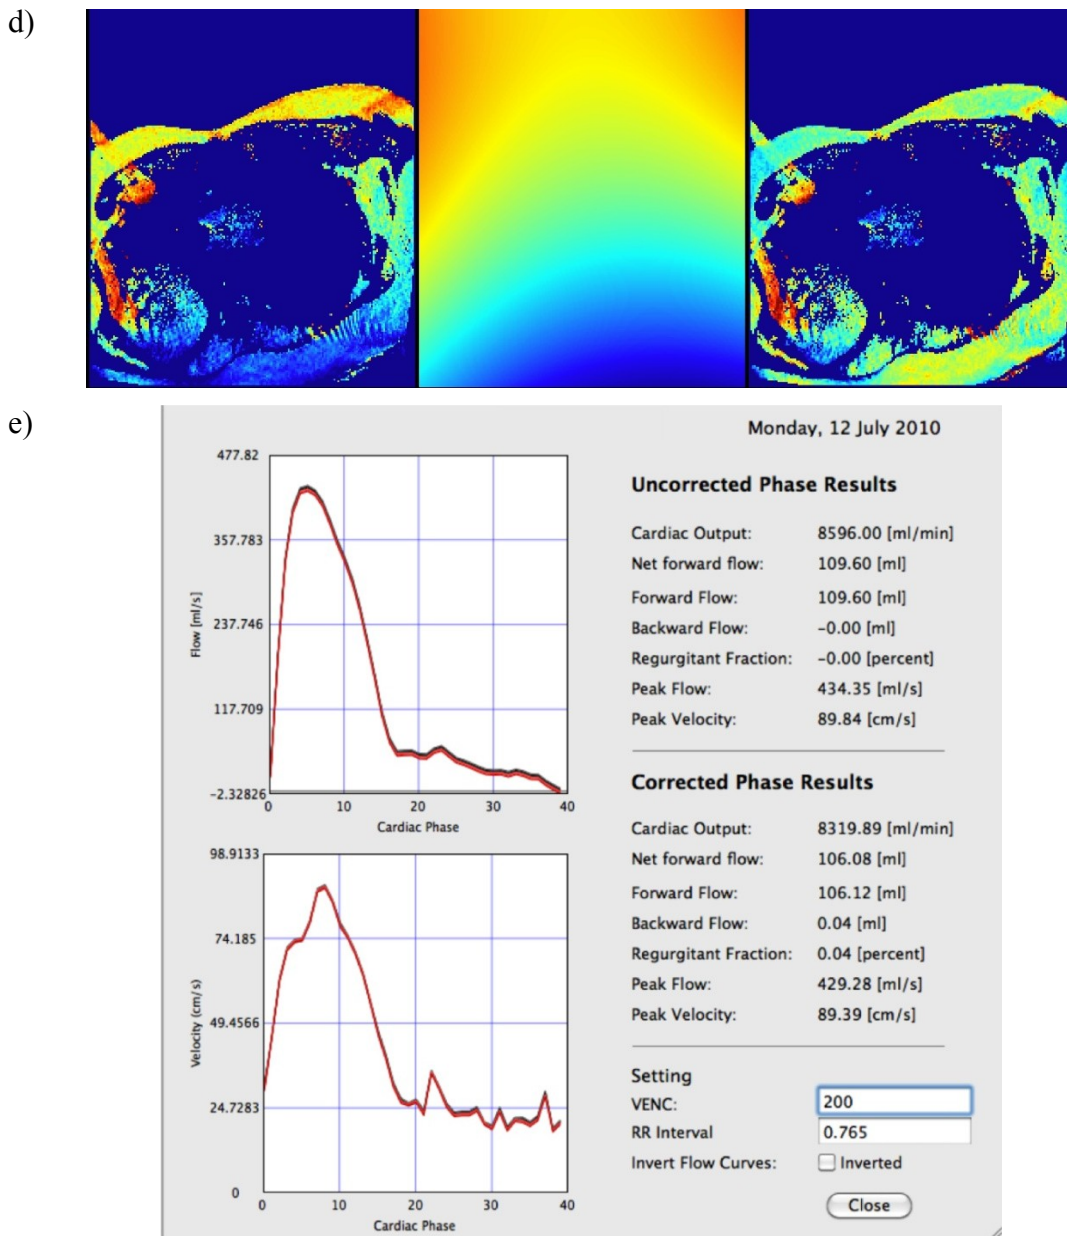 d)
e)
Monday, 12 July 2010
477.82
357.783
237.746
117.709
-2.32826
Flow [ml/s]
0 10 20 30 40
Cardiac Phase
98.9133
74.185
49.4566
24.7283
0
Velocity (cm/s)
0 10 20 30 40
Cardiac Phase
Uncorrected Phase Results
Cardiac Output: 8596.00 [ml/min]
Net forward flow: 109.60 [ml]
Forward Flow: 109.60 [ml]
Backward Flow: -0.00 [ml]
Regurgitant Fraction: -0.00 [percent]
Peak Flow: 434.35 [ml/s]
Peak Velocity: 89.84 [cm/s]
Corrected Phase Results
Cardiac Output: 8319.89 [ml/min]
Net forward flow: 106.08 [ml]
Forward Flow: 106.12 [ml]
Backward Flow: 0.04 [ml]
Regurgitant Fraction: 0.04 [percent]
Peak Flow: 429.28 [ml/s]
Peak Velocity: 89.39 [cm/s]
Setting
VENC: 200
RR Interval 0.765
Invert Flow Curves: Inverted
Close